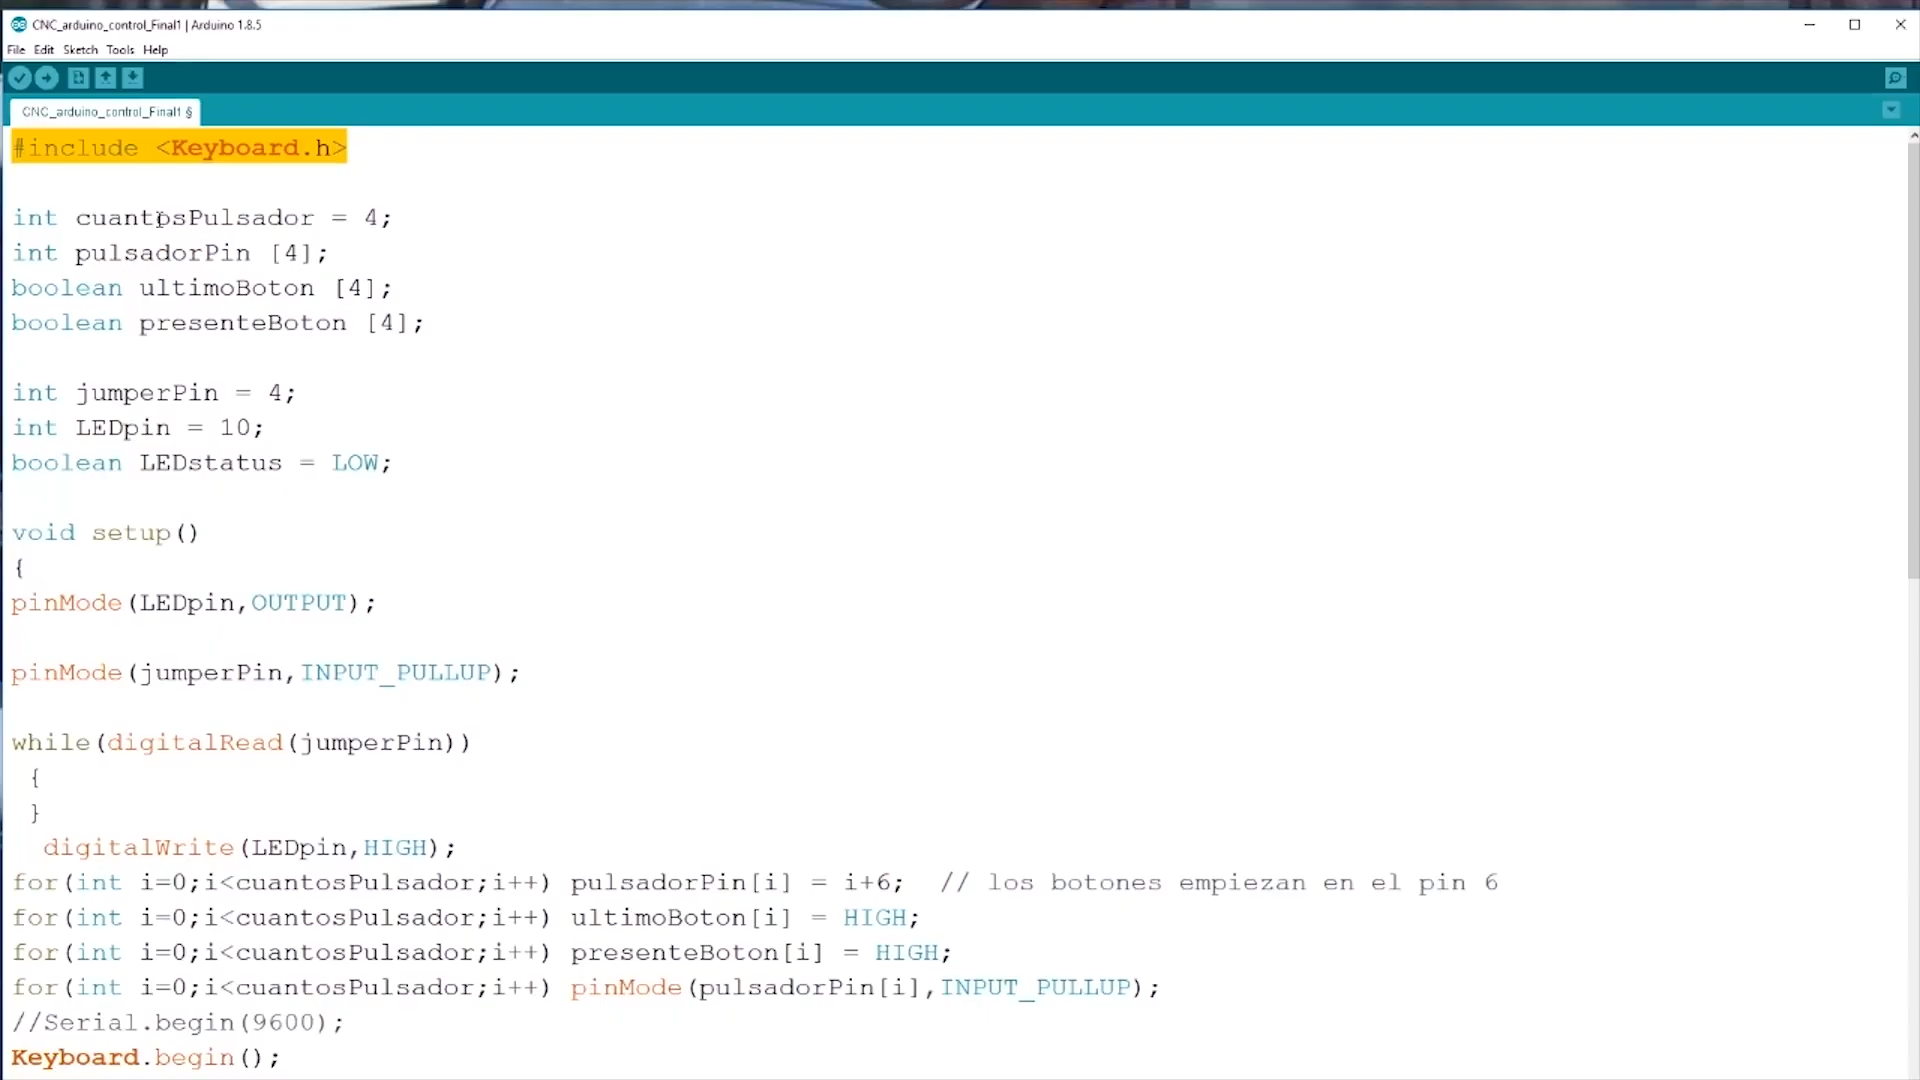 CNC_arduino_control_Final1 | Arduino 1.8.5
File Edit Sketch Tools Help
CNC_arduino_control_Final1 §
#include <Keyboard.h>
int cuantosPulsador = 4;
int pulsadorPin [4];
boolean ultimoBoton [4];
boolean presenteBoton [4];
int jumperPin = 4;
int LEDpin = 10;
boolean LEDstatus = LOW;
void setup()
{
pinMode(LEDpin,OUTPUT);
pinMode(jumperPin,INPUT_PULLUP);
while(digitalRead(jumperPin))
{
}
digitalWrite(LEDpin,HIGH);
for(int i=0;i<cuantosPulsador;i++) pulsadorPin[i] = i+6; // los botones empiezan en el pin 6
for(int i=0;i<cuantosPulsador;i++) ultimoBoton[i] = HIGH;
for(int i=0;i<cuantosPulsador;i++) presenteBoton[i] = HIGH;
for(int i=0;i<cuantosPulsador;i++) pinMode(pulsadorPin[i],INPUT_PULLUP);
//Serial.begin(9600);
Keyboard.begin();